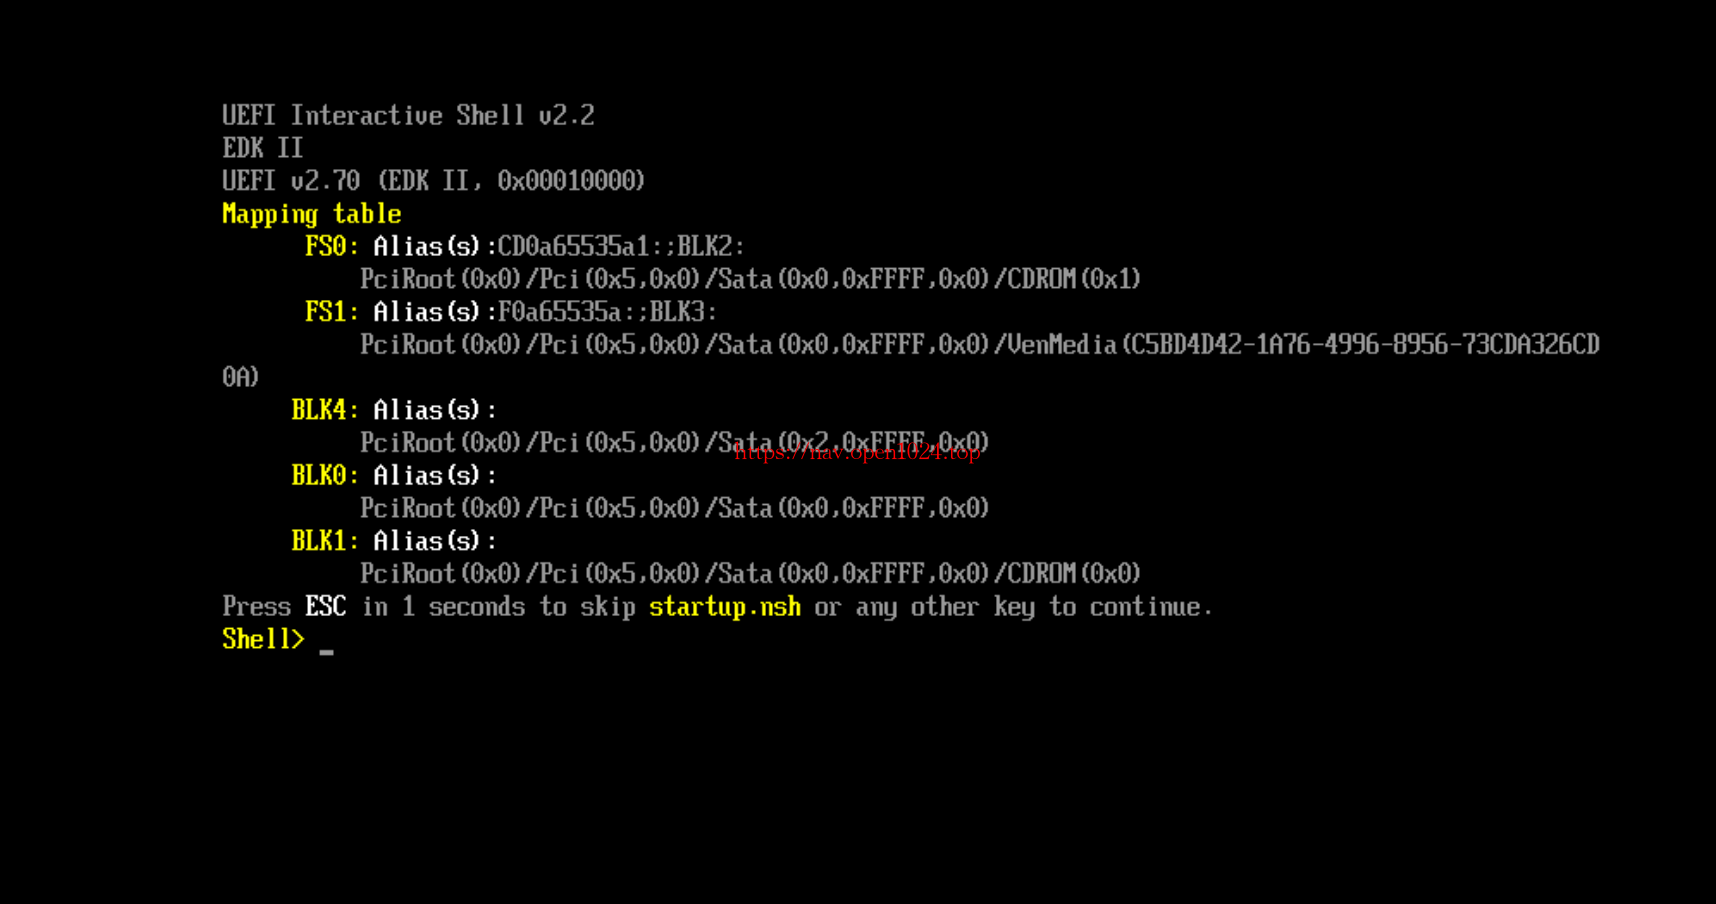 UEFI Interactive Shell v2.2
EDK II
UEFI v2.70 (EDK II, 0x00010000)
Mapping table
FS0: Alias(s):CD0a65535a1:;BLK2:
PciRoot(0x0)/Pci(0x5,0x0)/Sata(0x0,0xFFFF,0x0)/CDROM(0x1)
FS1: Alias(s):F0a65535a:;BLK3:
PciRoot(0x0)/Pci(0x5,0x0)/Sata(0x0,0xFFFF,0x0)/VenMedia(C5BD4D42-1A76-4996-8956-73CDA326CD
0A)
BLK4: Alias(s):
PciRoot(0x0)/Pci(0x5,0x0)/Sata(0x2,0xFFFF,0x0)
https://nav.open1024.top
BLK0: Alias(s):
PciRoot(0x0)/Pci(0x5,0x0)/Sata(0x0,0xFFFF,0x0)
BLK1: Alias(s):
PciRoot(0x0)/Pci(0x5,0x0)/Sata(0x0,0xFFFF,0x0)/CDROM(0x0)
Press ESC in 1 seconds to skip startup.nsh or any other key to continue.
Shell> _